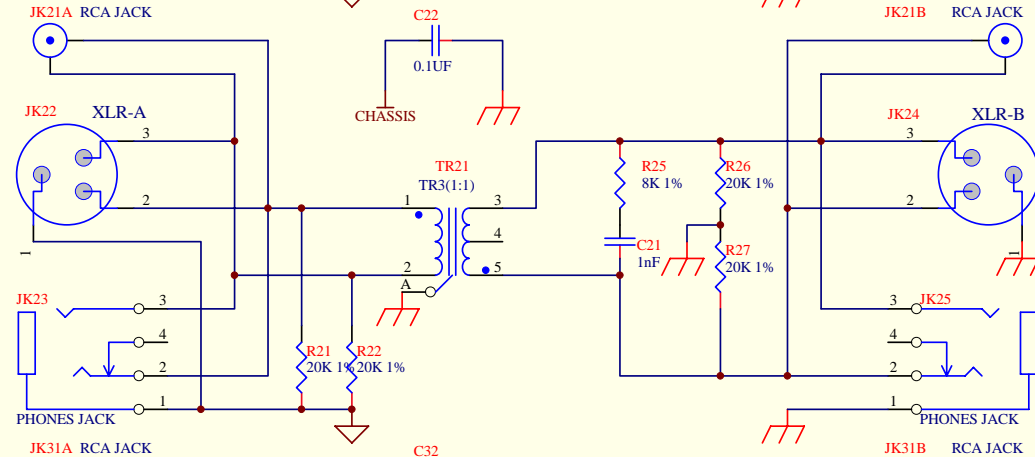 JK21A RCA JACK
C22
JK21B RCA JACK
0.1UF
CHASSIS
JK22
XLR-A
3
2
1
TR21
TR3(1:1)
1
2
A
3
4
5
R25
8K 1%
C21
1nF
R26
20K 1%
R27
20K 1%
JK24
XLR-B
3
2
1
JK23
3
4
2
1
PHONES JACK
R21
20K 1%
R22
20K 1%
JK25
3
4
2
1
PHONES JACK
JK31A RCA JACK
C32
JK31B RCA JACK